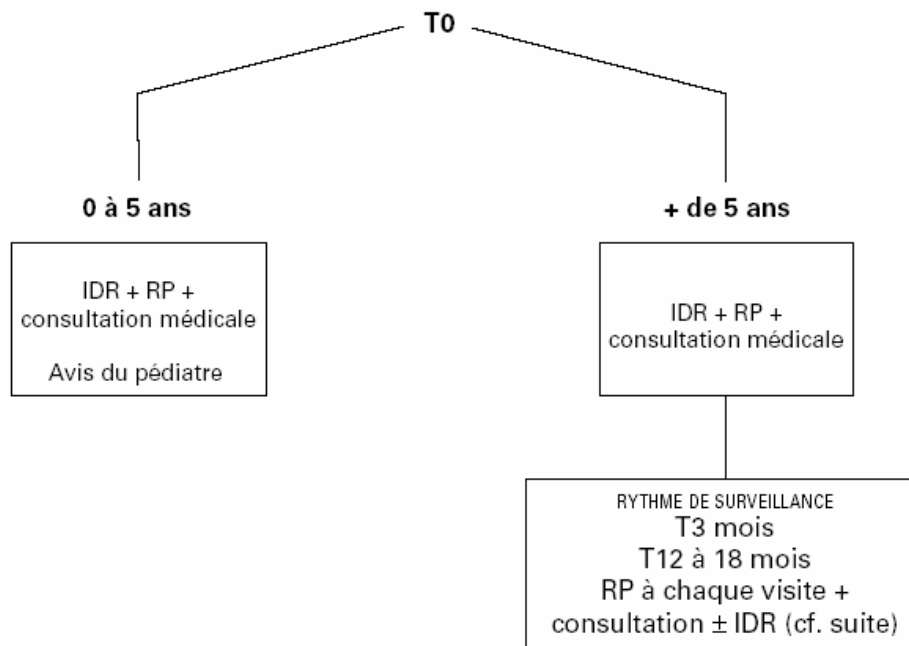 T0
0 à 5 ans
IDR + RP +
consultation médicale
Avis du pédiatre
+ de 5 ans
IDR + RP +
consultation médicale
RYTHME DE SURVEILLANCE
T3 mois
T12 à 18 mois
RP à chaque visite +
consultation ± IDR (cf. suite)